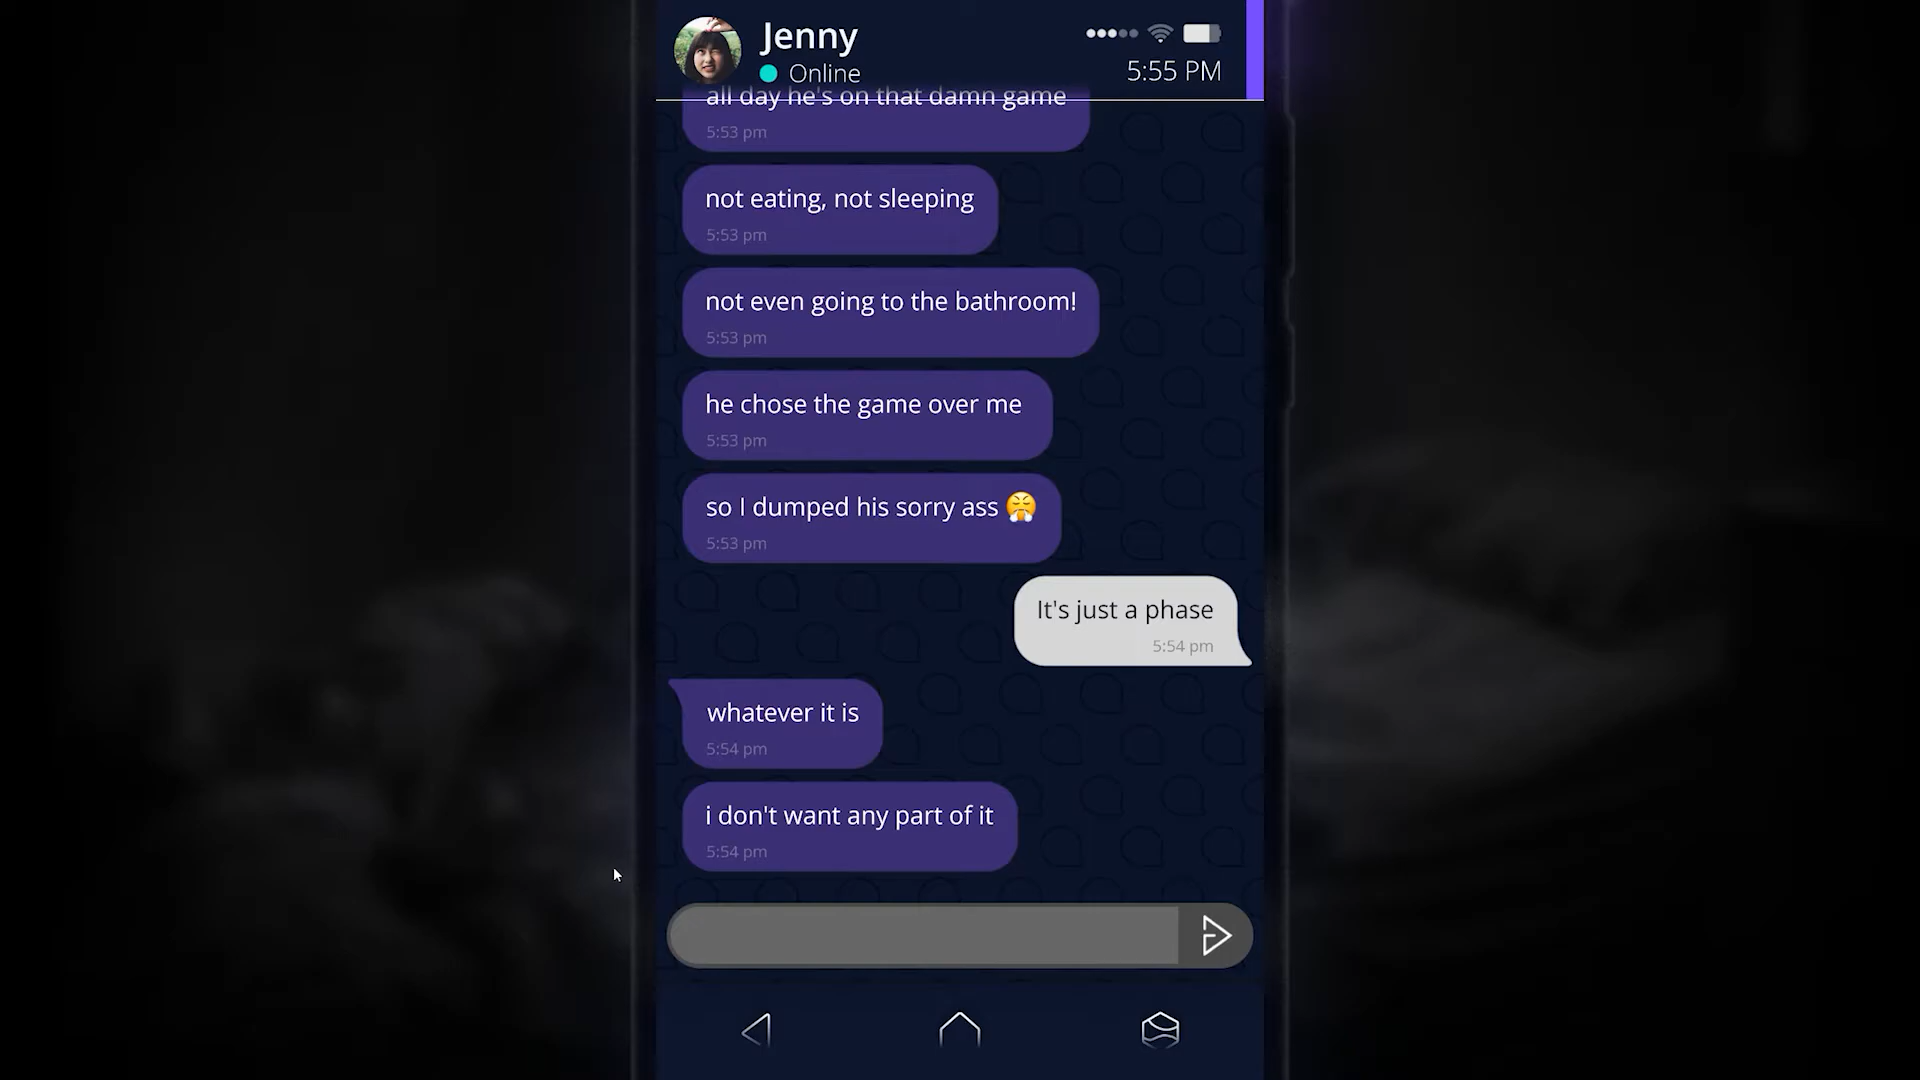 Jenny
Online
5:55 PM
all day he's on that damn game
5:53 pm
not eating, not sleeping
5:53 pm
not even going to the bathroom!
5:53 pm
he chose the game over me
5:53 pm
so I dumped his sorry ass 😤
5:53 pm
It's just a phase
5:54 pm
whatever it is
5:54 pm
i don't want any part of it
5:54 pm